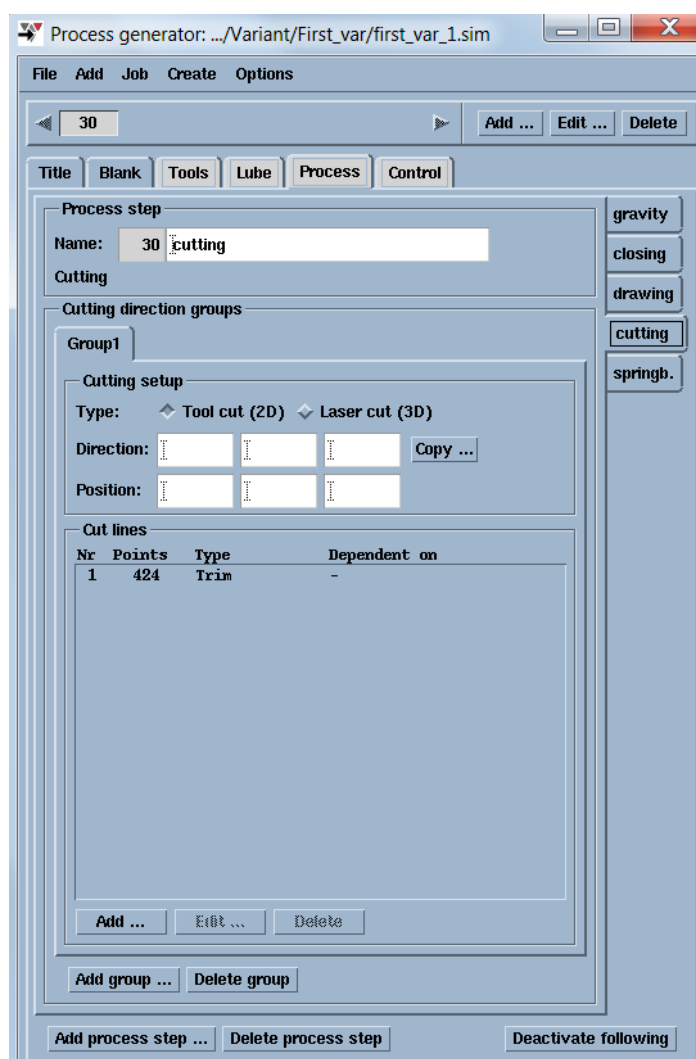 Process generator: .../Variant/First_var/first_var_1.sim
File Add Job Create Options
30 Add ... Edit ... Delete
Title Blank Tools Lube Process Control
Process step
Name: 30 cutting
Cutting
gravity
closing
drawing
cutting
springb.
Cutting direction groups
Group1
Cutting setup
Type: Tool cut (2D) Laser cut (3D)
Direction: Copy ...
Position:
Cut lines
Nr Points Type Dependent on
1 424 Trim -
Add ... Edit ... Delete
Add group ... Delete group
Add process step ... Delete process step Deactivate following